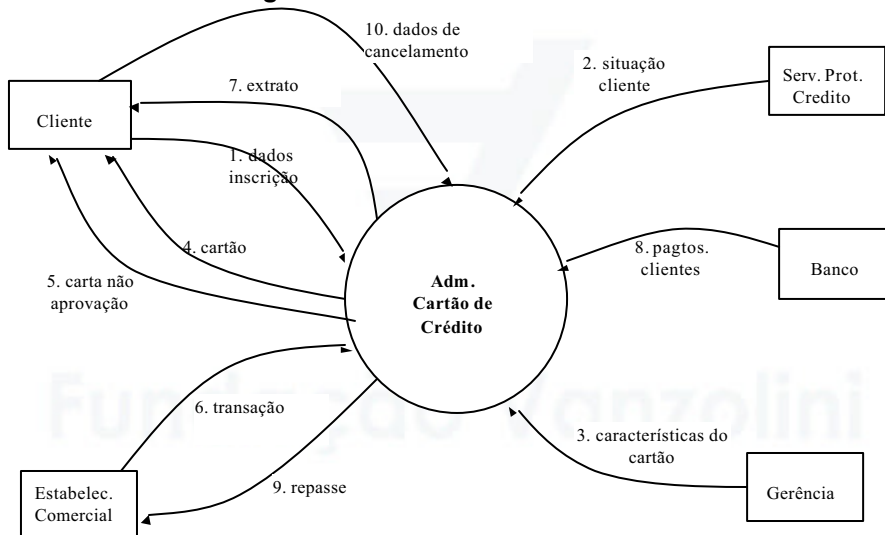 10. dados de
cancelamento
2. situação
cliente
Serv. Prot.
Credito
7. extrato
Cliente
1. dados
inscrição
4. cartão
8. pagtos.
clientes
Banco
5. carta não
aprovação
Adm.
Cartão de
Crédito
6. transação
3. características do
cartão
9. repasse
Estabelec.
Comercial
Gerência
Fundação Vanzolini